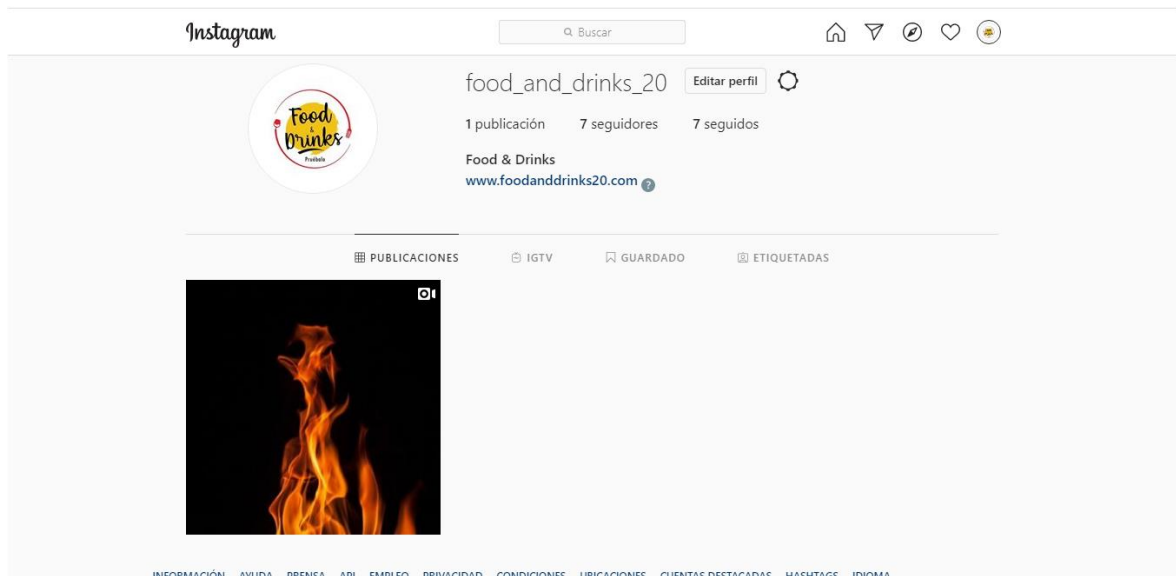 Instagram
Buscar
food_and_drinks_20 Editar perfil
1 publicación 7 seguidores 7 seguidos
Food & Drinks
www.foodanddrinks20.com ?
Food
&
Drinks
PUBLICACIONES IGTV GUARDADO ETIQUETADAS
INFORMACIÓN AYUDA PRENSA API EMPLEO PRIVACIDAD CONDICIONES UBICACIONES CUENTAS DESTACADAS HASHTAGS IDIOMA